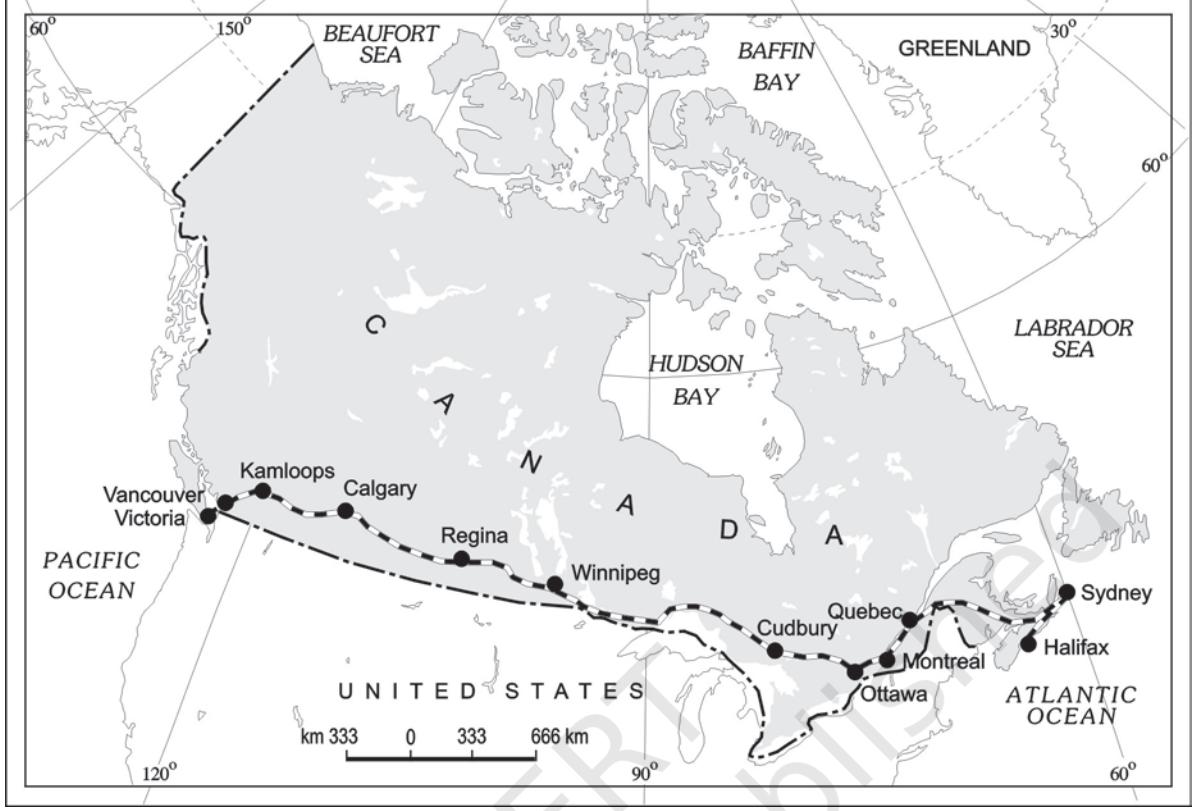 60°
150°
BEAUFORT
SEA
BAFFIN
BAY
GREENLAND
30°
60°
LABRADOR
SEA
HUDSON
BAY
C A N A D A
Kamloops
Vancouver
Calgary
Victoria
Regina
PACIFIC
OCEAN
Winnipeg
Quebec
Sydney
Cudbury
Halifax
Montreal
Ottawa
UNITED STATES
ATLANTIC
OCEAN
km 333 0 333 666 km
120°
90°
60°